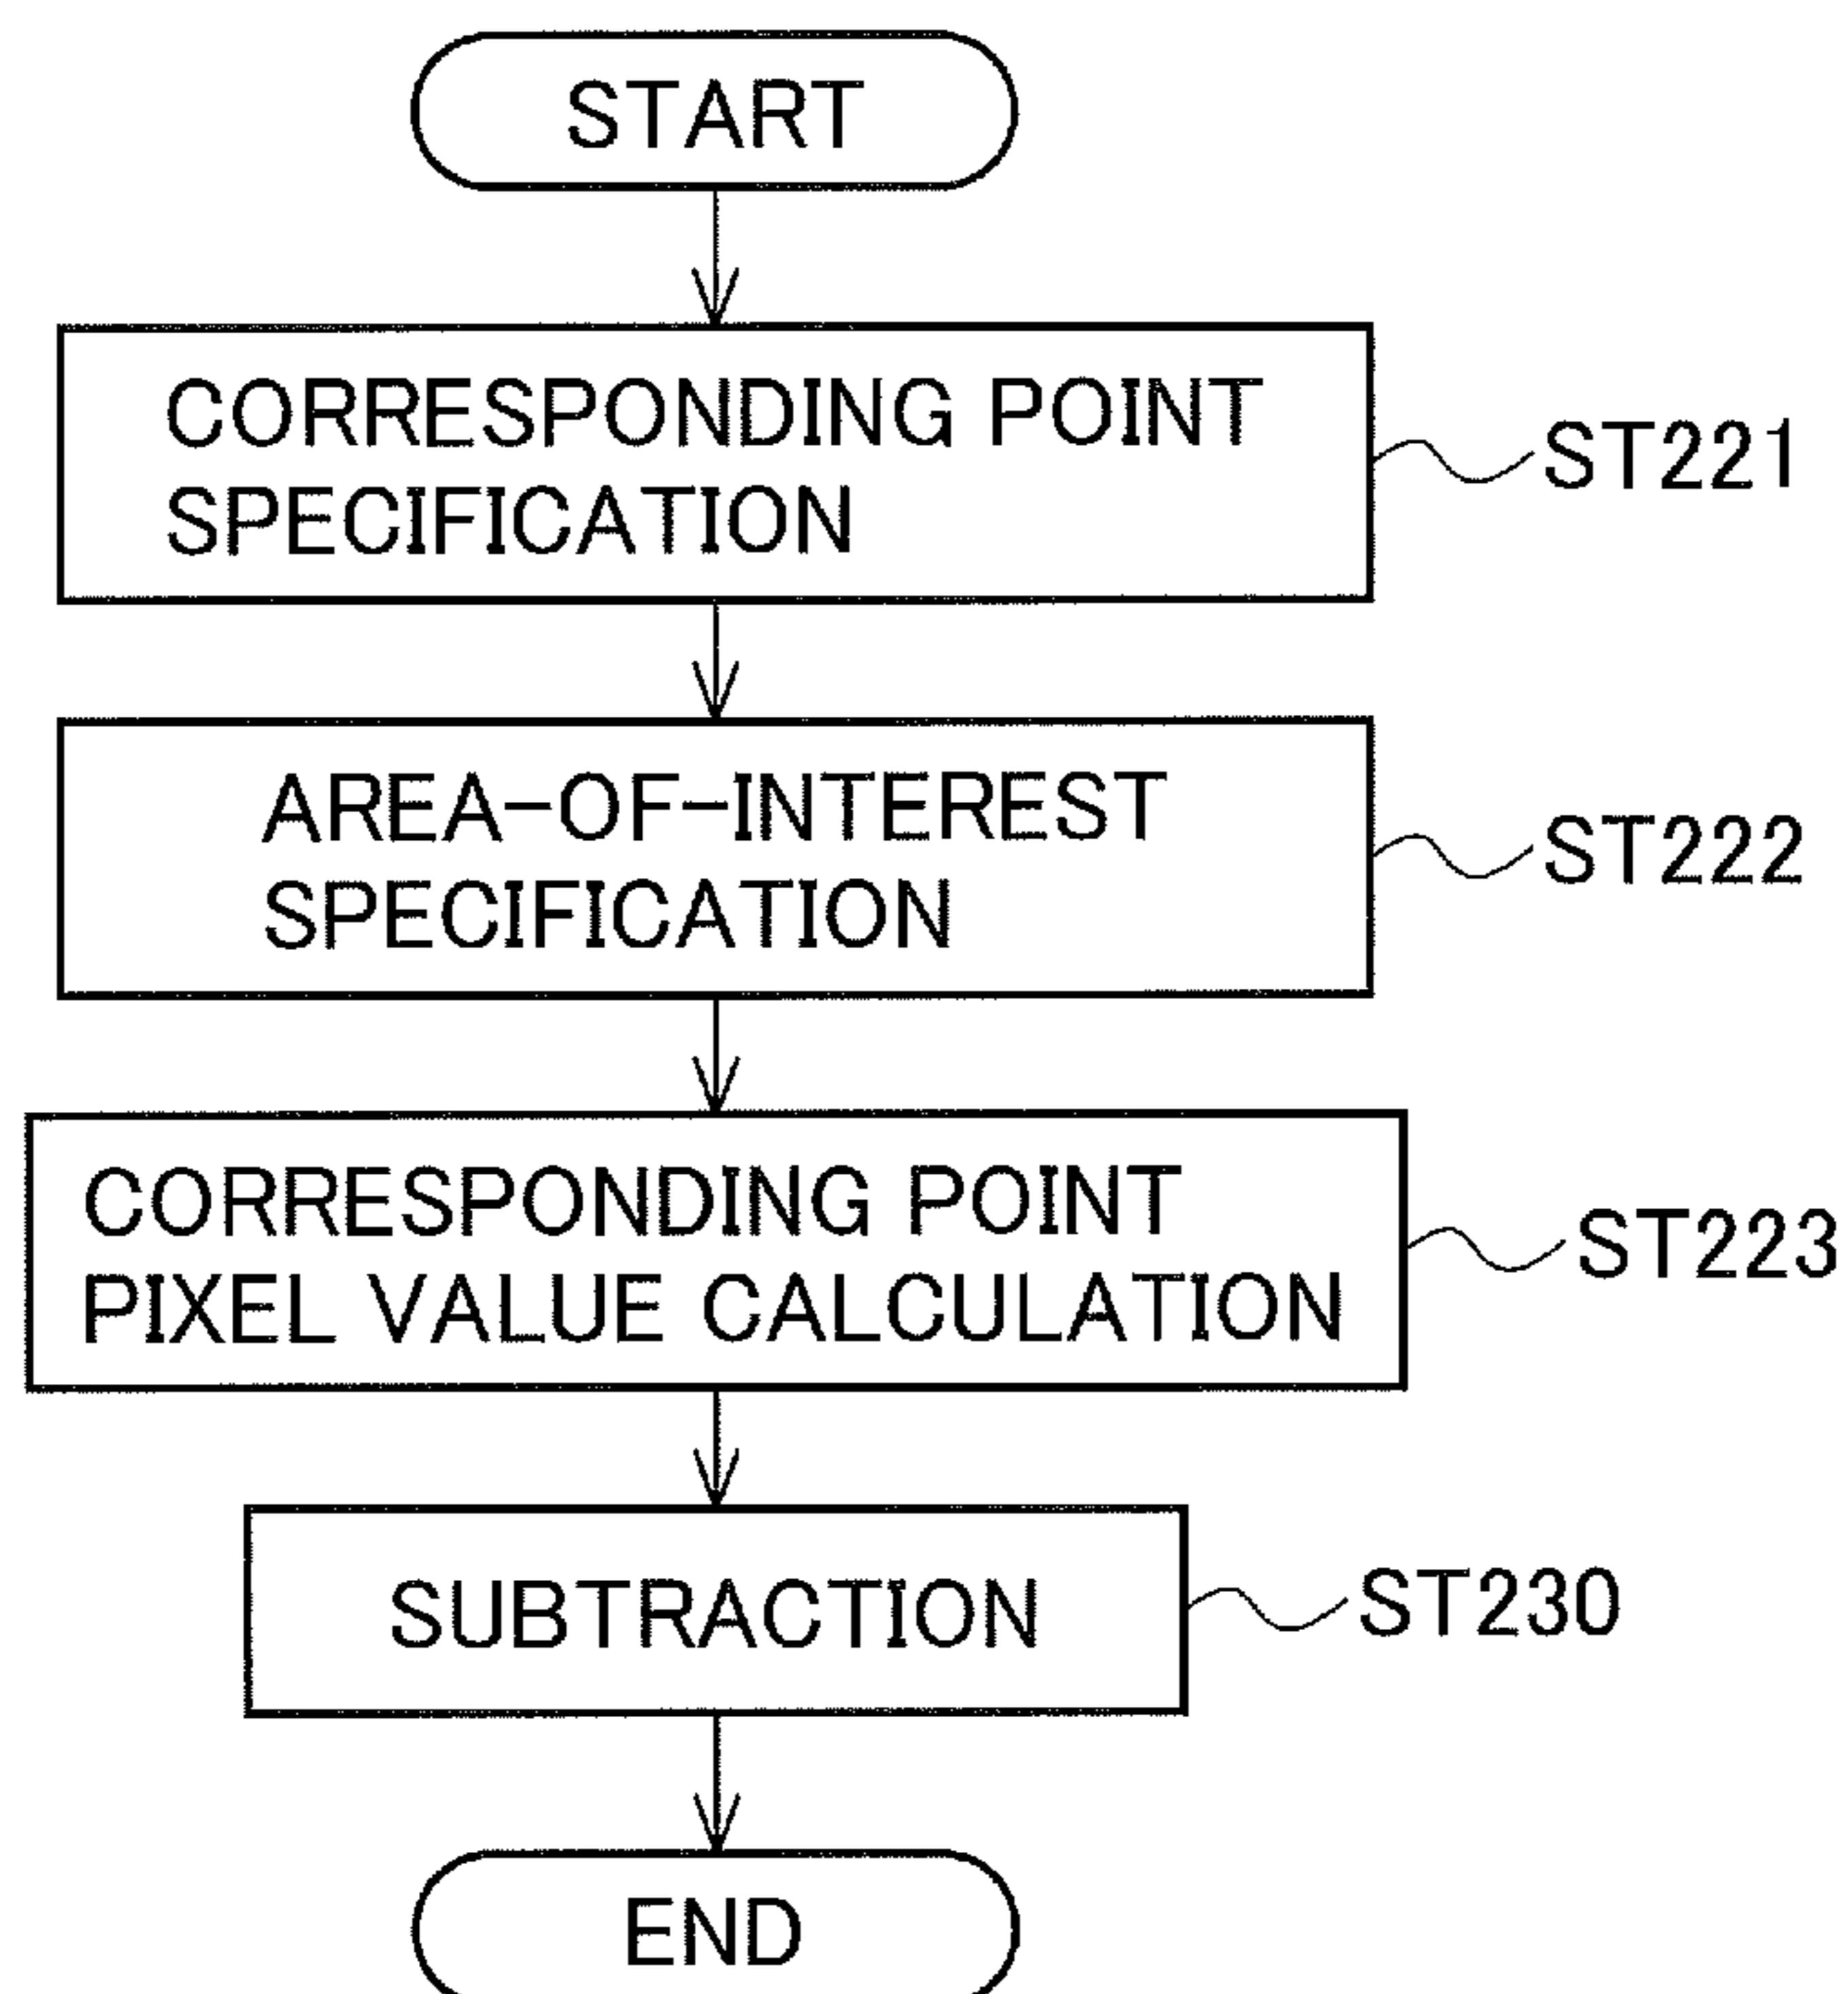 START
CORRESPONDING POINT
SPECIFICATION
ST221
AREA-OF-INTEREST
SPECIFICATION
ST222
CORRESPONDING POINT
PIXEL VALUE CALCULATION
ST223
SUBTRACTION
ST230
END